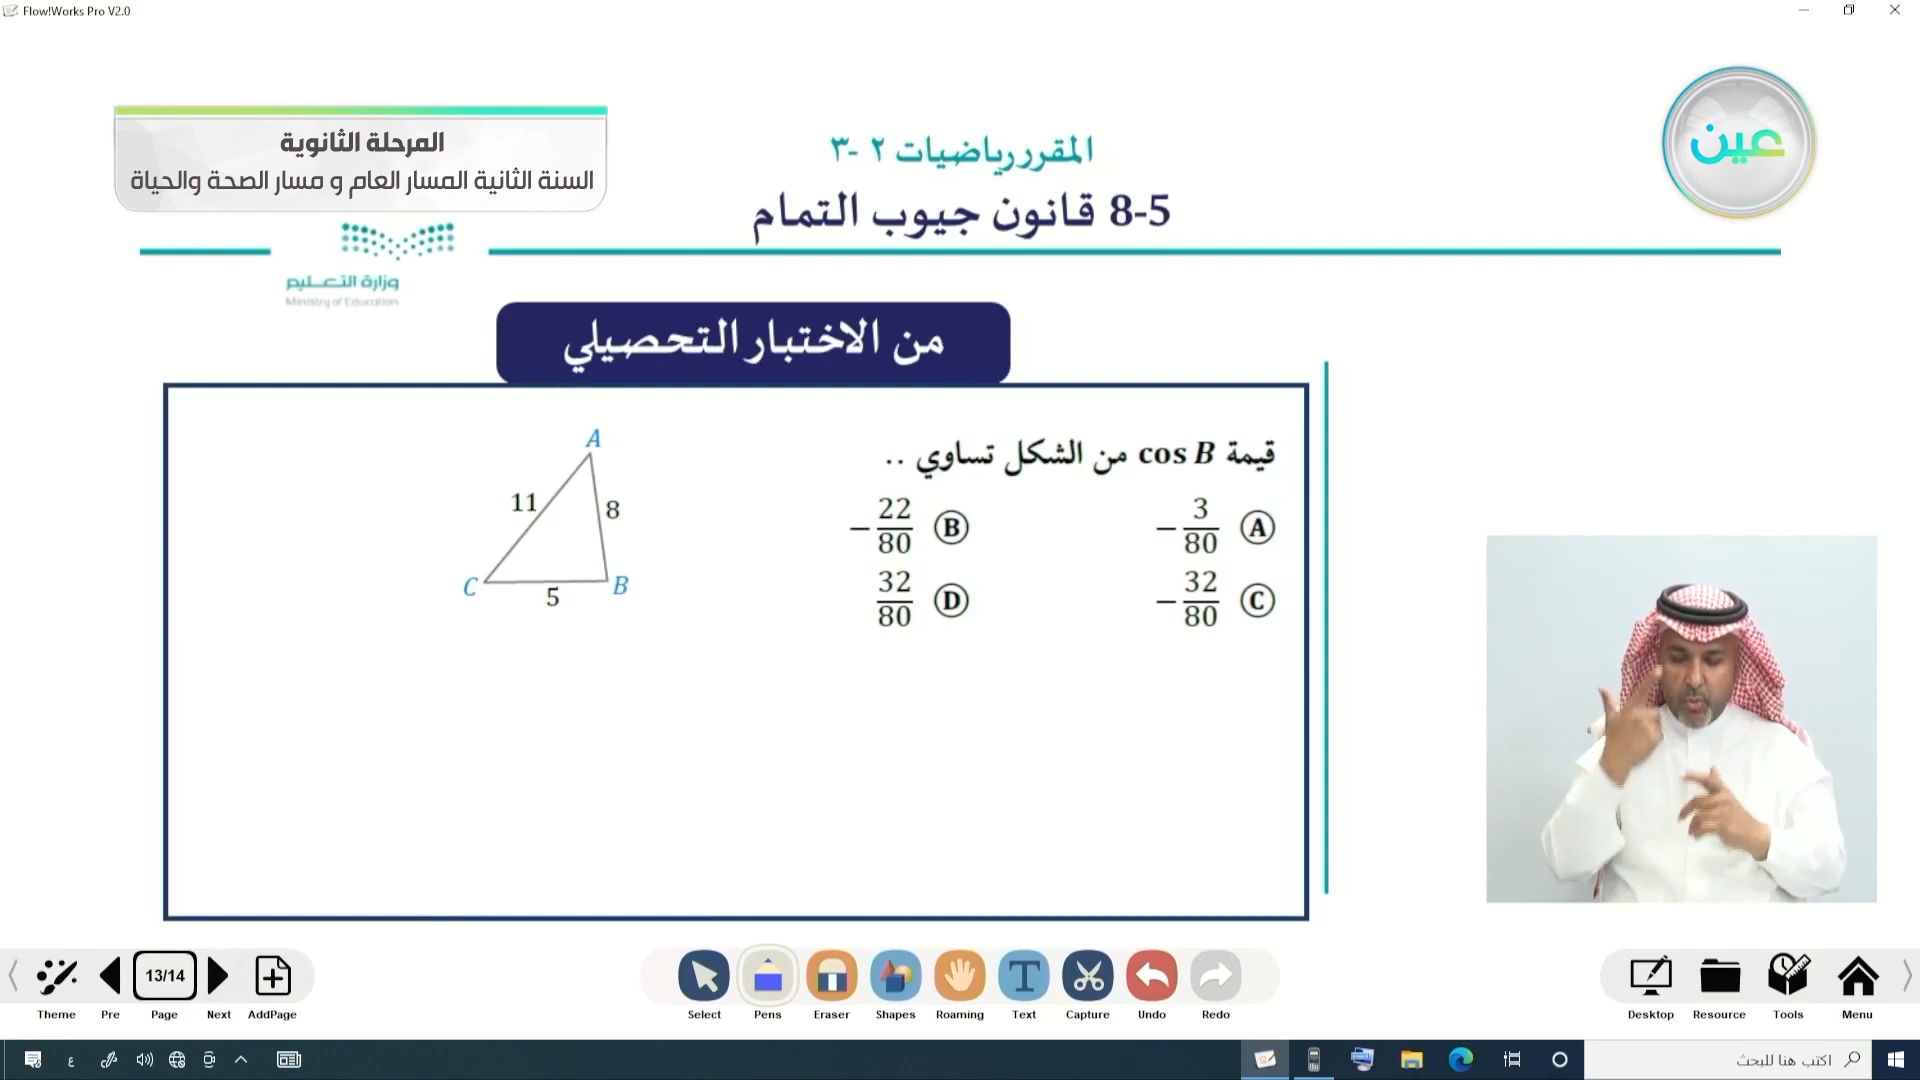 Flow!Works Pro V2.0
عين
المرحلة الثانوية
السنة الثانية المسار العام و مسار الصحة والحياة
المقرر رياضيات ٢ -٣
8-5 قانون جيوب التمام
وزارة التعليم
Ministry of Education
من الاختبار التحصيلي
قيمة cos B من الشكل تساوي ..
A −3/80
B −22/80
C −32/80
D 32/80
A
11
8
C
B
5
13/14
Theme Pre Page Next AddPage
Select Pens Eraser Shapes Roaming Text Capture Undo Redo
Desktop Resource Tools Menu
ع
اكتب هنا للبحث